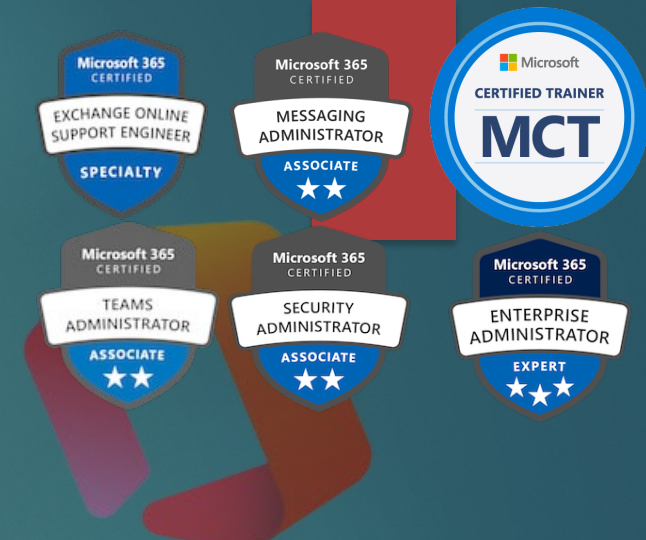 Microsoft 365
CERTIFIED
EXCHANGE ONLINE
SUPPORT ENGINEER
SPECIALTY
Microsoft 365
CERTIFIED
MESSAGING
ADMINISTRATOR
ASSOCIATE
Microsoft
CERTIFIED TRAINER
MCT
Microsoft 365
CERTIFIED
TEAMS
ADMINISTRATOR
ASSOCIATE
Microsoft 365
CERTIFIED
SECURITY
ADMINISTRATOR
ASSOCIATE
Microsoft 365
CERTIFIED
ENTERPRISE
ADMINISTRATOR
EXPERT